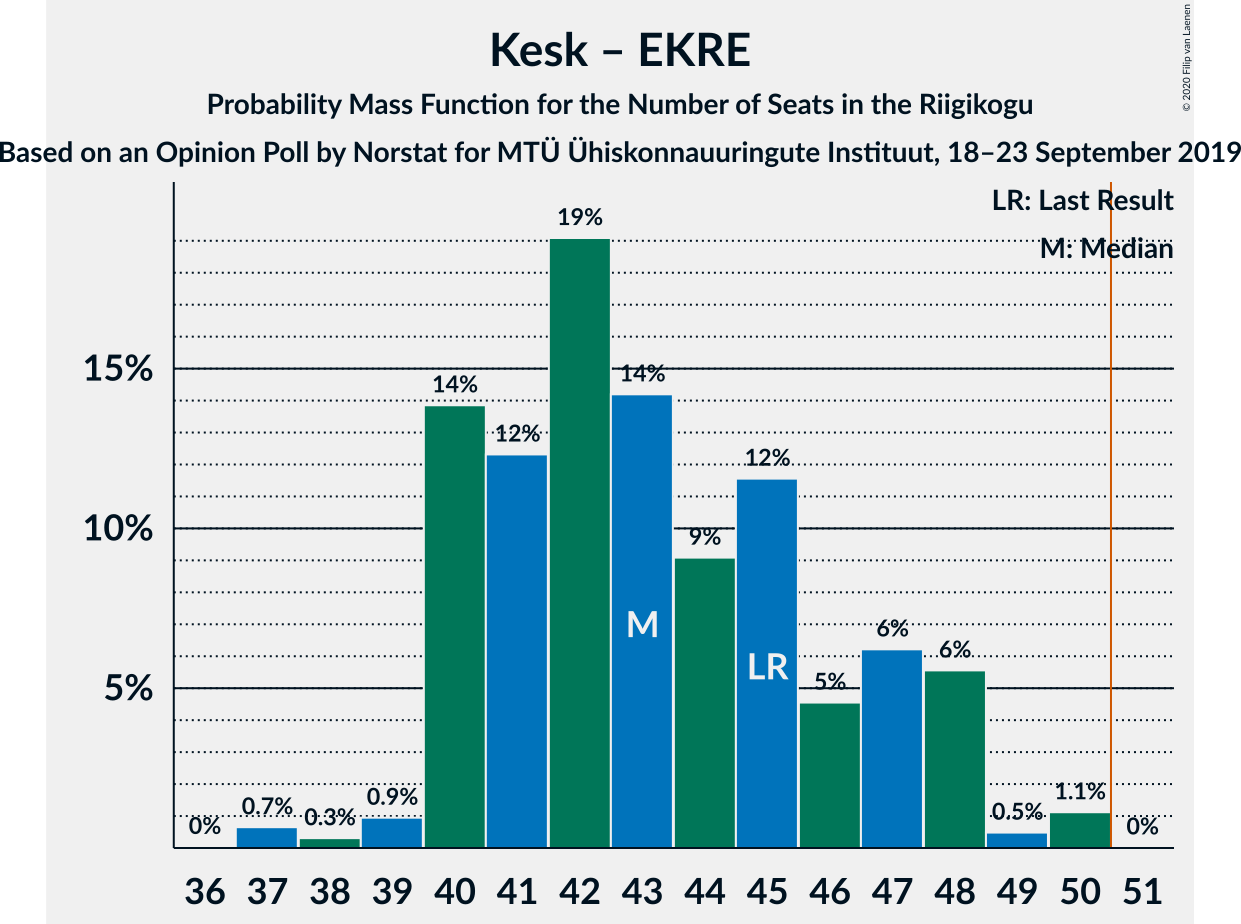 Kesk – EKRE
Probability Mass Function for the Number of Seats in the Riigikogu
Based on an Opinion Poll by Norstat for MTÜ Ühiskonnauuringute Instituut, 18–23 September 2019
© 2020 Filip van Laenen
LR: Last Result
M: Median
15%
10%
5%
0%
0.7%
0.3%
0.9%
14%
12%
19%
14%
9%
12%
5%
6%
6%
0.5%
1.1%
0%
M
LR
36 37 38 39 40 41 42 43 44 45 46 47 48 49 50 51